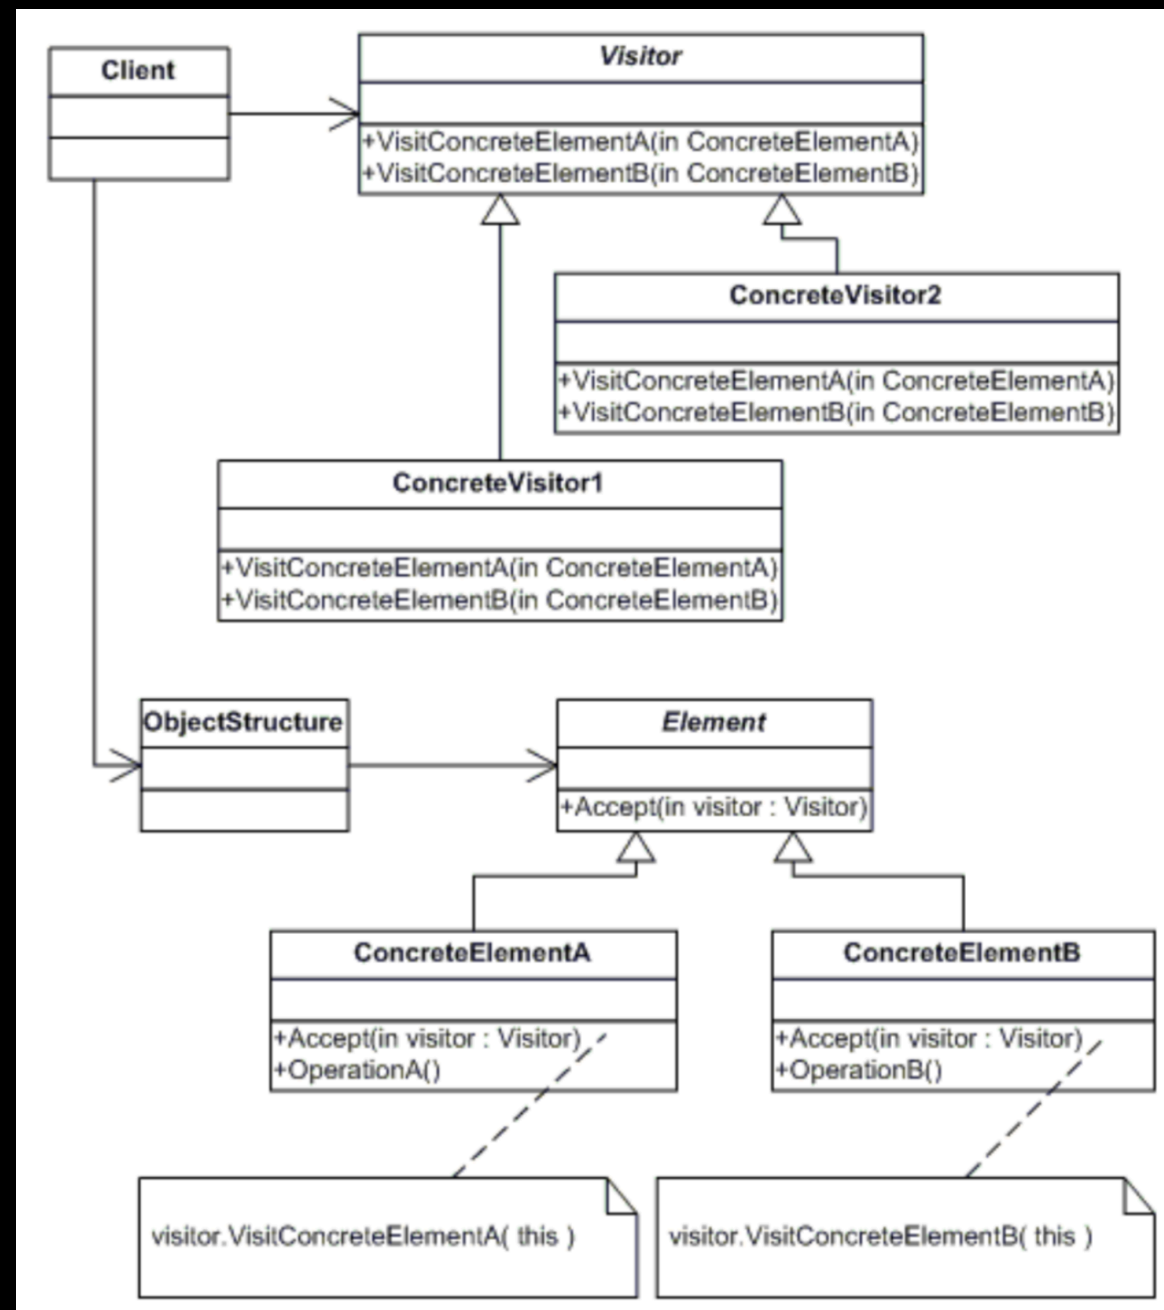 Client
Visitor
+VisitConcreteElementA(in ConcreteElementA)
+VisitConcreteElementB(in ConcreteElementB)
ConcreteVisitor2
+VisitConcreteElementA(in ConcreteElementA)
+VisitConcreteElementB(in ConcreteElementB)
ConcreteVisitor1
+VisitConcreteElementA(in ConcreteElementA)
+VisitConcreteElementB(in ConcreteElementB)
ObjectStructure
Element
+Accept(in visitor : Visitor)
ConcreteElementA
+Accept(in visitor : Visitor)
+OperationA()
ConcreteElementB
+Accept(in visitor : Visitor)
+OperationB()
visitor.VisitConcreteElementA( this )
visitor.VisitConcreteElementB( this )